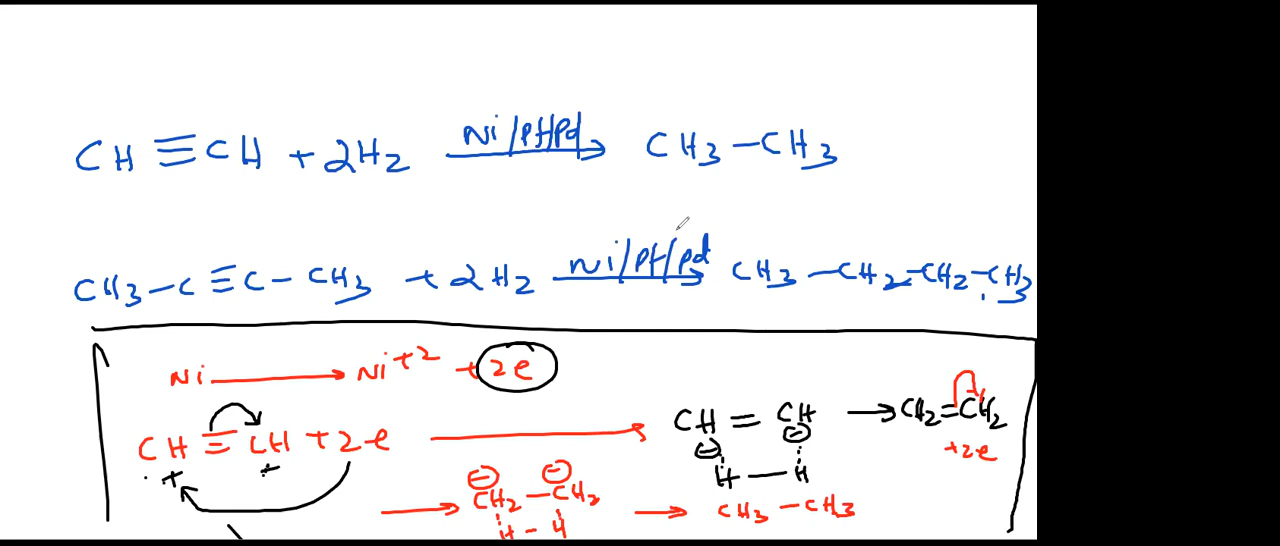 CH ≡ CH + 2H2 Ni/Pt/Pd → CH3 – CH3
CH3 – C ≡ C – CH3 + 2H2 Ni/Pt/Pd → CH3 – CH2 – CH2 – CH3
Ni → Ni+2 + 2e
CH ≡ CH + 2e → CH = CH → CH2 = CH2
+ + ⊖ ⊖ +2e
H – H
⊖ ⊖
→ CH2 – CH2 → CH3 – CH3
H – H